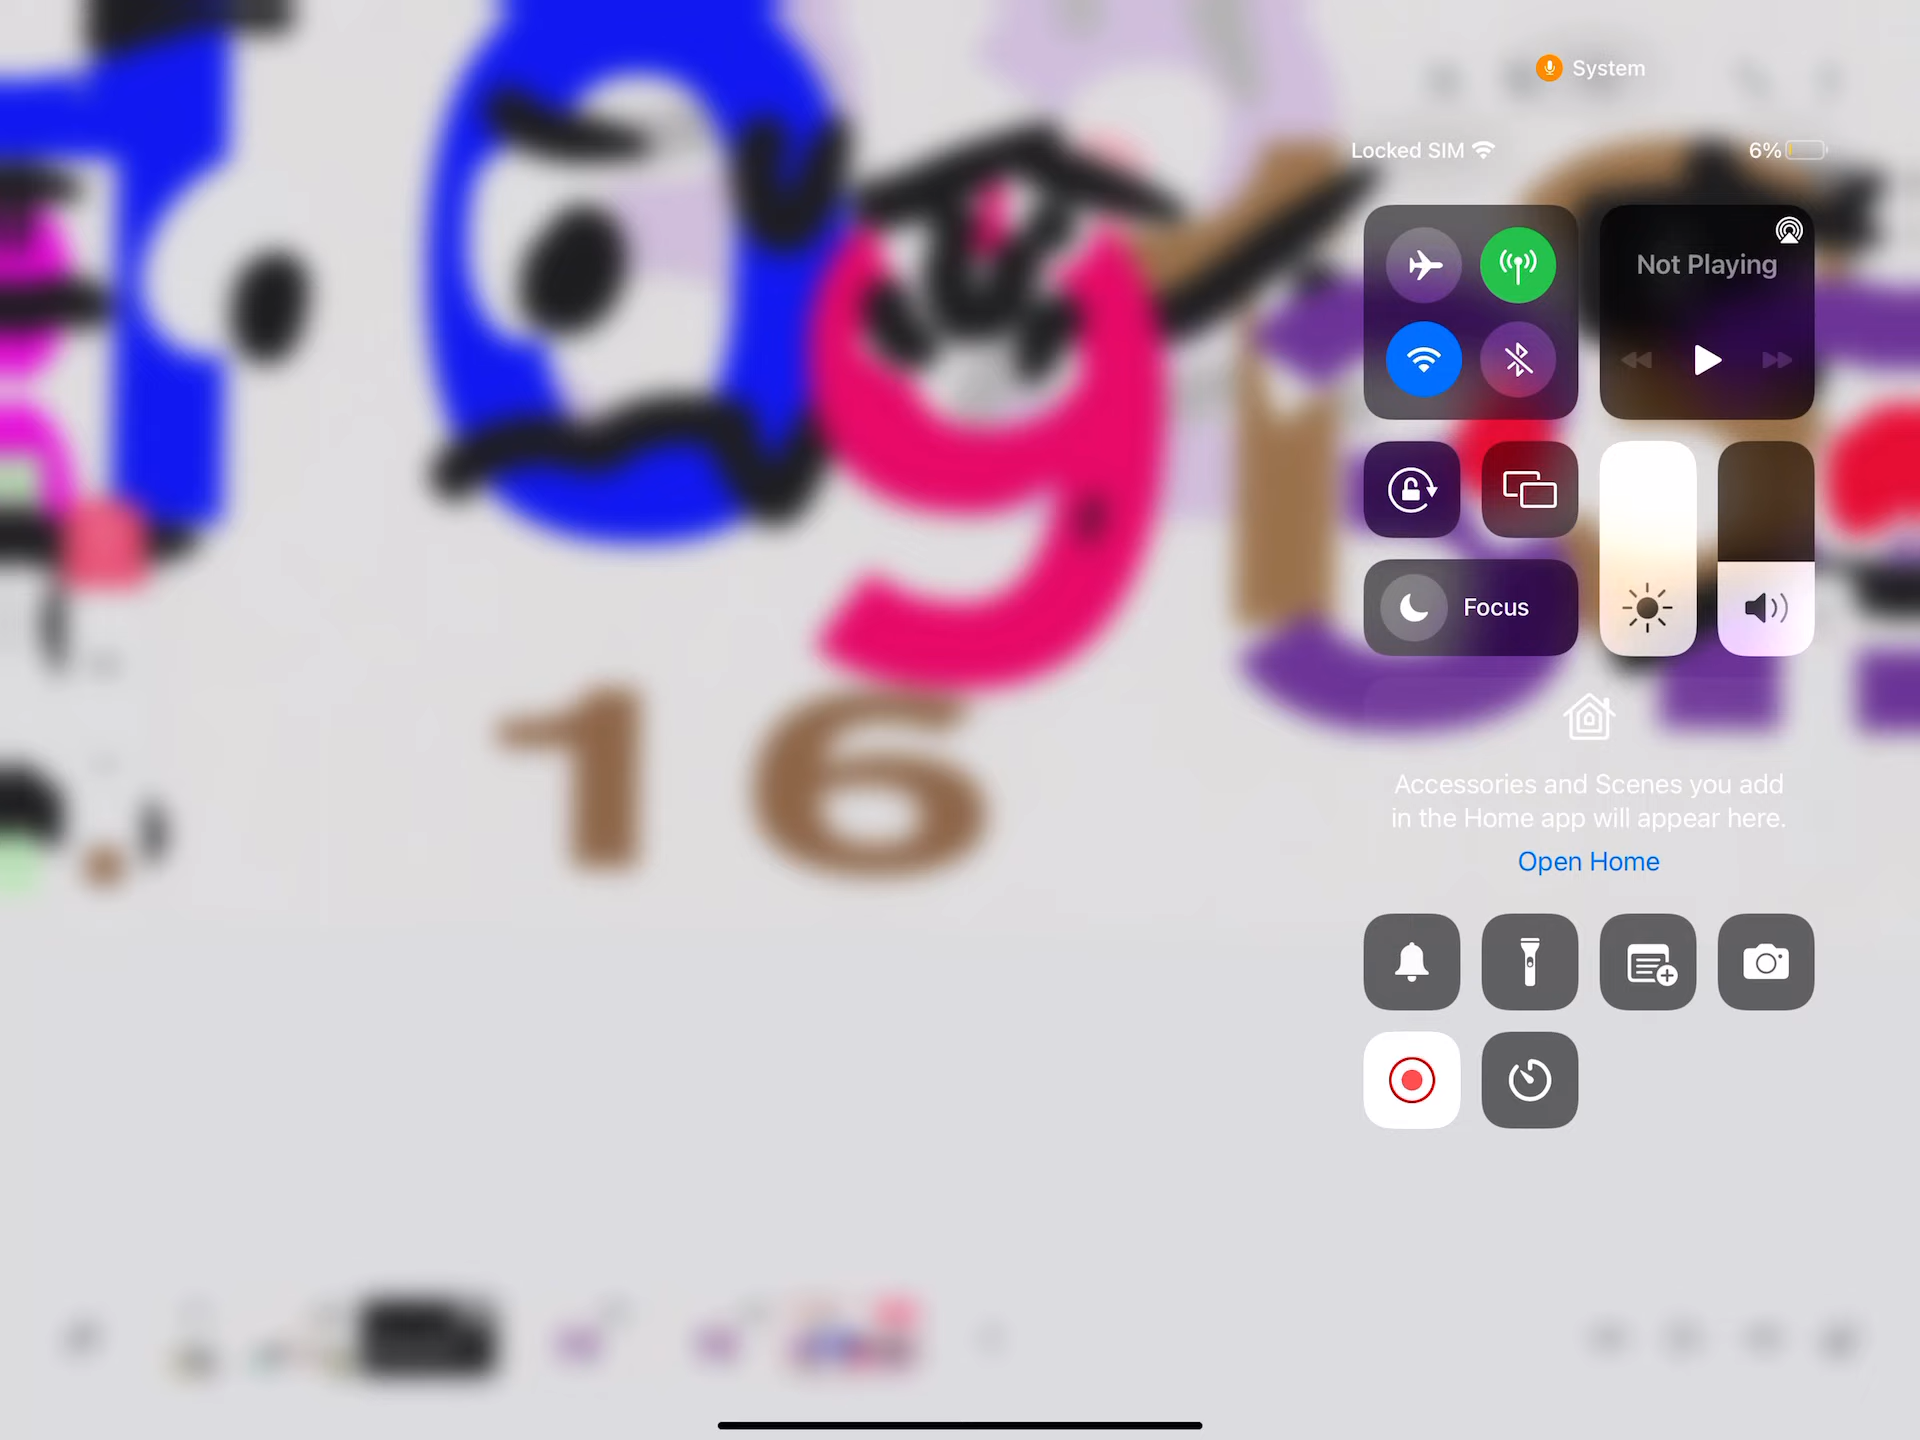 System
Locked SIM
6%
Not Playing
Focus
9
16
Accessories and Scenes you add
in the Home app will appear here.
Open Home